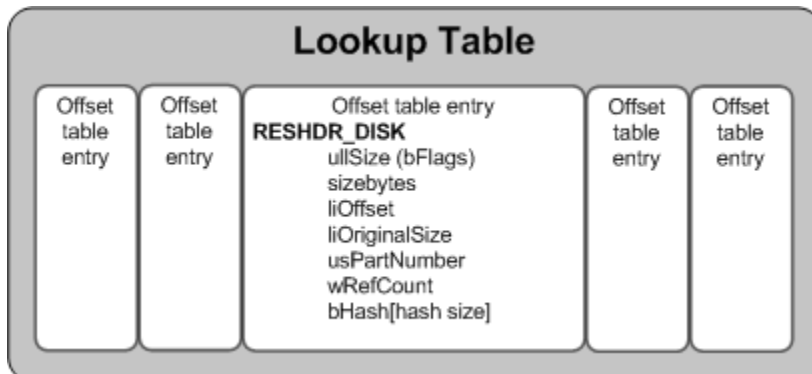 Lookup Table
Offset
table
entry
Offset
table
entry
Offset table entry
RESHDR_DISK
ullSize (bFlags)
sizebytes
liOffset
liOriginalSize
usPartNumber
wRefCount
bHash[hash size]
Offset
table
entry
Offset
table
entry